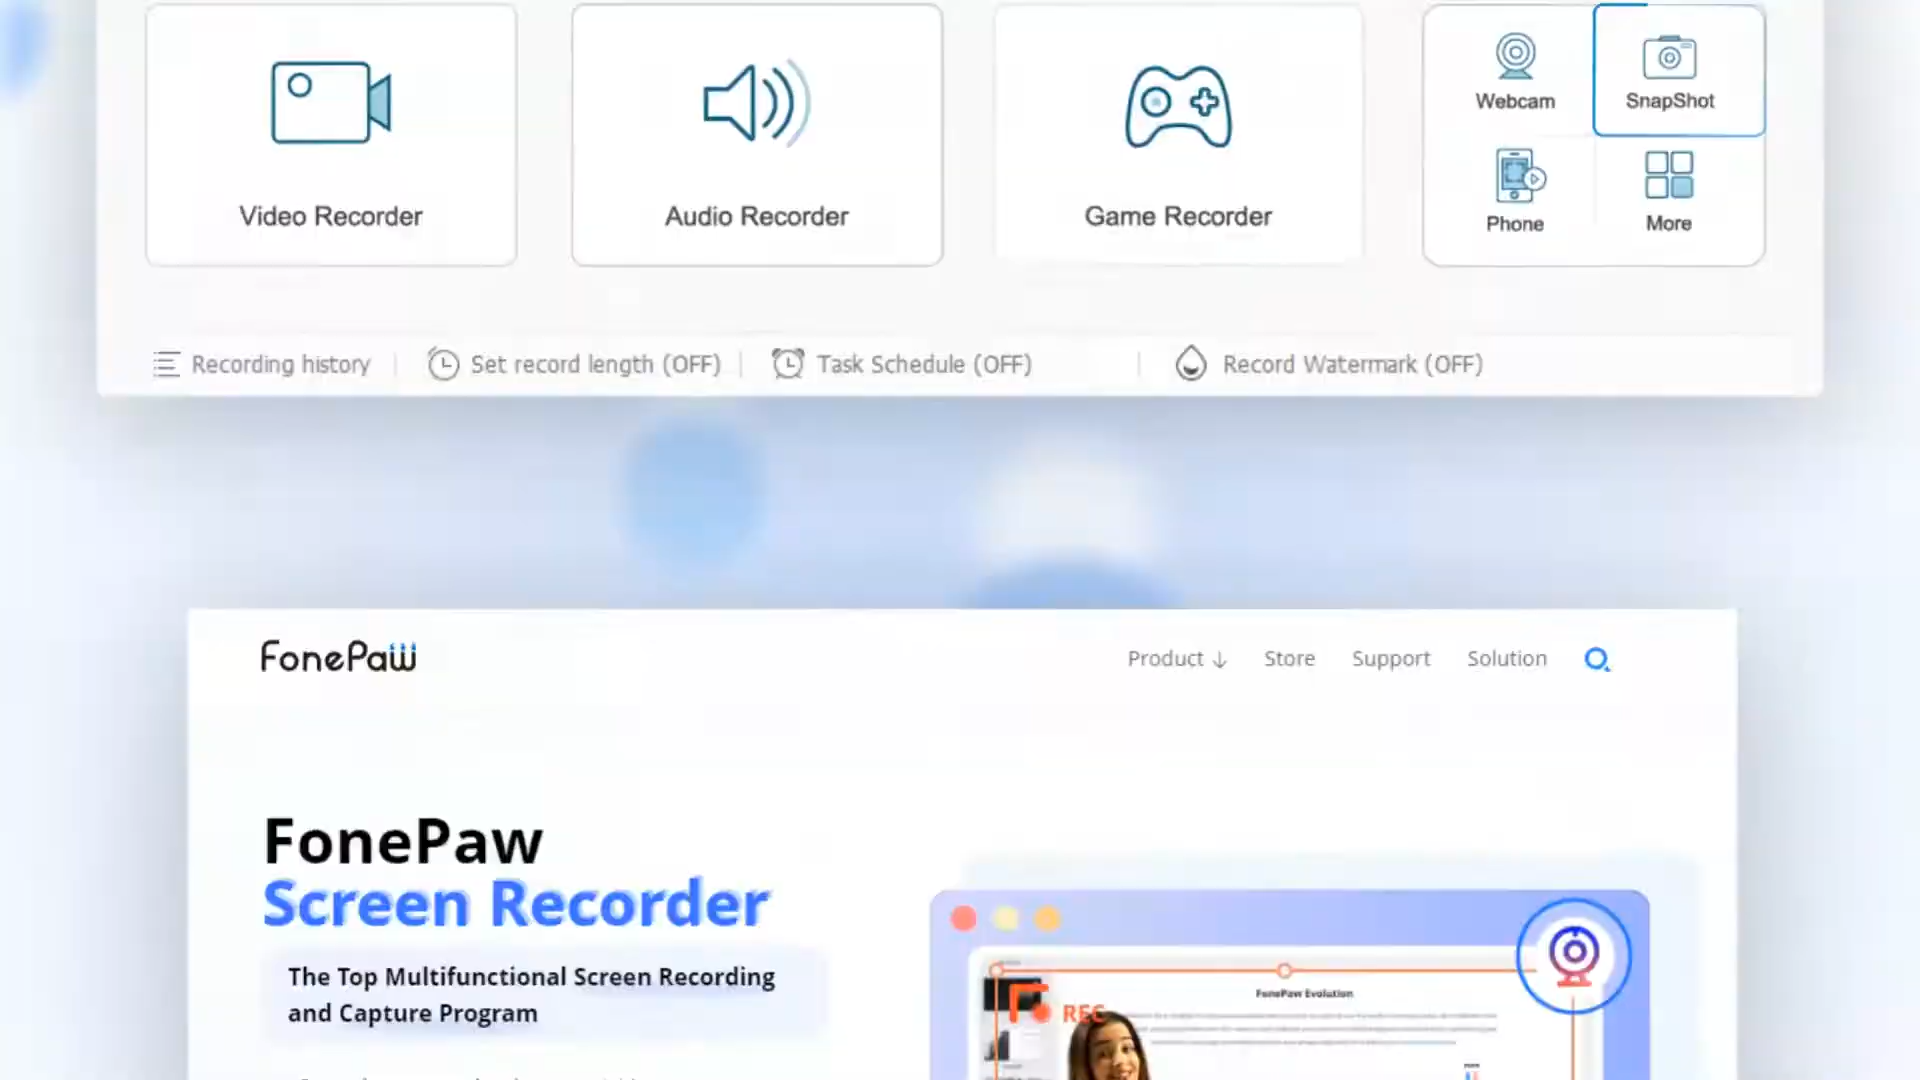 Video Recorder
Audio Recorder
Game Recorder
Webcam
SnapShot
Phone
More
Recording history
Set record length (OFF)
Task Schedule (OFF)
Record Watermark (OFF)
FonePaw
Product ↓
Store
Support
Solution
FonePaw
Screen Recorder
The Top Multifunctional Screen Recording
and Capture Program
FonePaw Evolution
REC